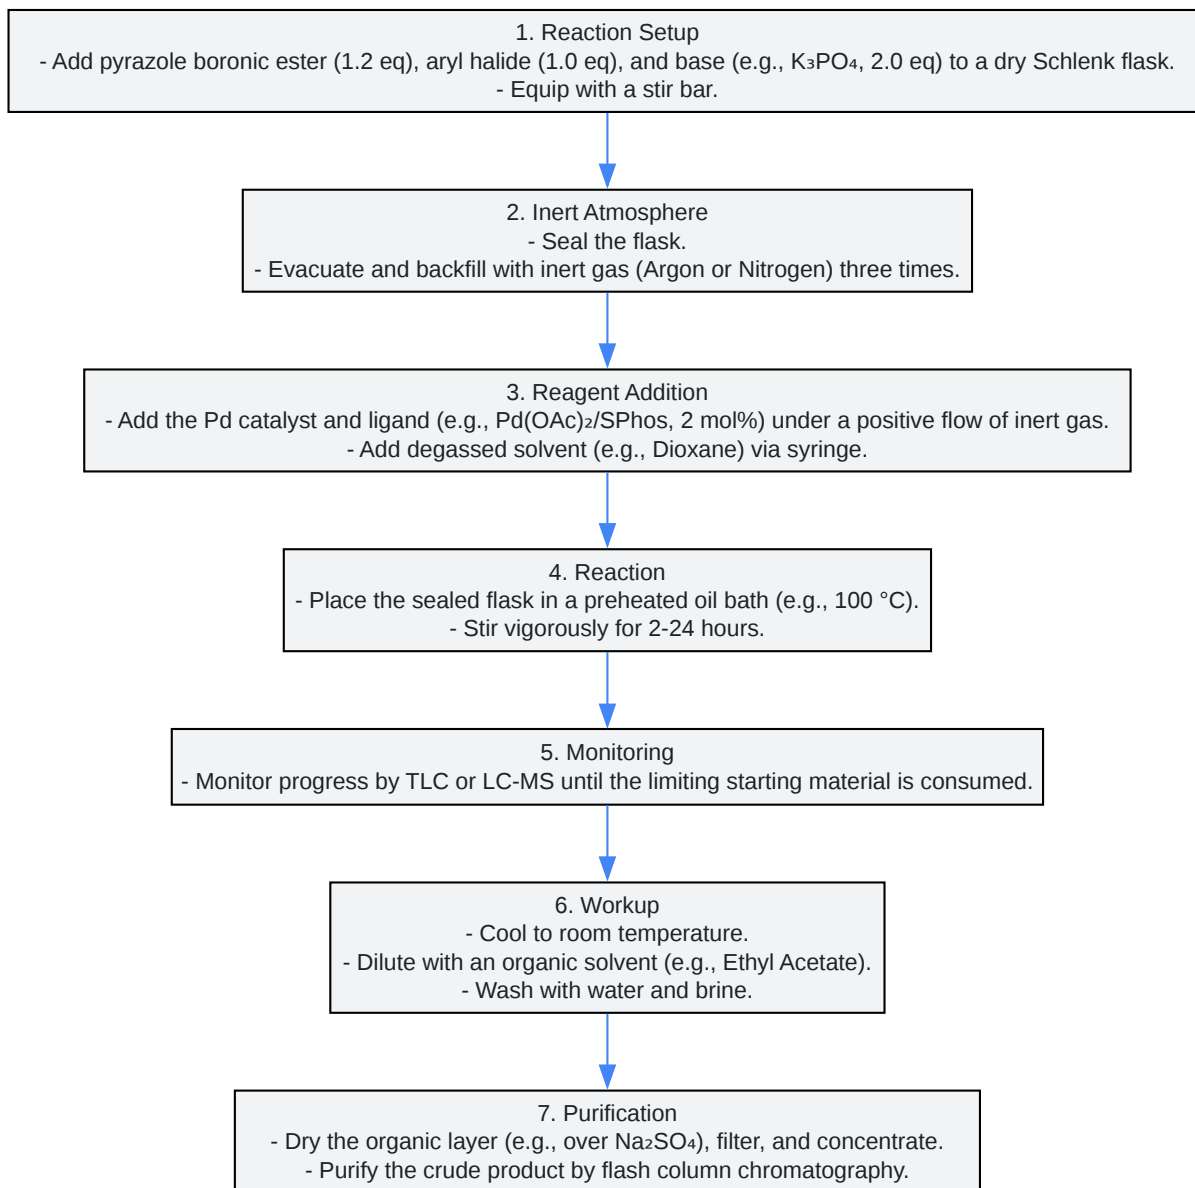 1. Reaction Setup
- Add pyrazole boronic ester (1.2 eq), aryl halide (1.0 eq), and base (e.g., K₃PO₄, 2.0 eq) to a dry Schlenk flask.
- Equip with a stir bar.
2. Inert Atmosphere
- Seal the flask.
- Evacuate and backfill with inert gas (Argon or Nitrogen) three times.
3. Reagent Addition
- Add the Pd catalyst and ligand (e.g., Pd(OAc)₂/SPhos, 2 mol%) under a positive flow of inert gas.
- Add degassed solvent (e.g., Dioxane) via syringe.
4. Reaction
- Place the sealed flask in a preheated oil bath (e.g., 100 °C).
- Stir vigorously for 2-24 hours.
5. Monitoring
- Monitor progress by TLC or LC-MS until the limiting starting material is consumed.
6. Workup
- Cool to room temperature.
- Dilute with an organic solvent (e.g., Ethyl Acetate).
- Wash with water and brine.
7. Purification
- Dry the organic layer (e.g., over Na₂SO₄), filter, and concentrate.
- Purify the crude product by flash column chromatography.